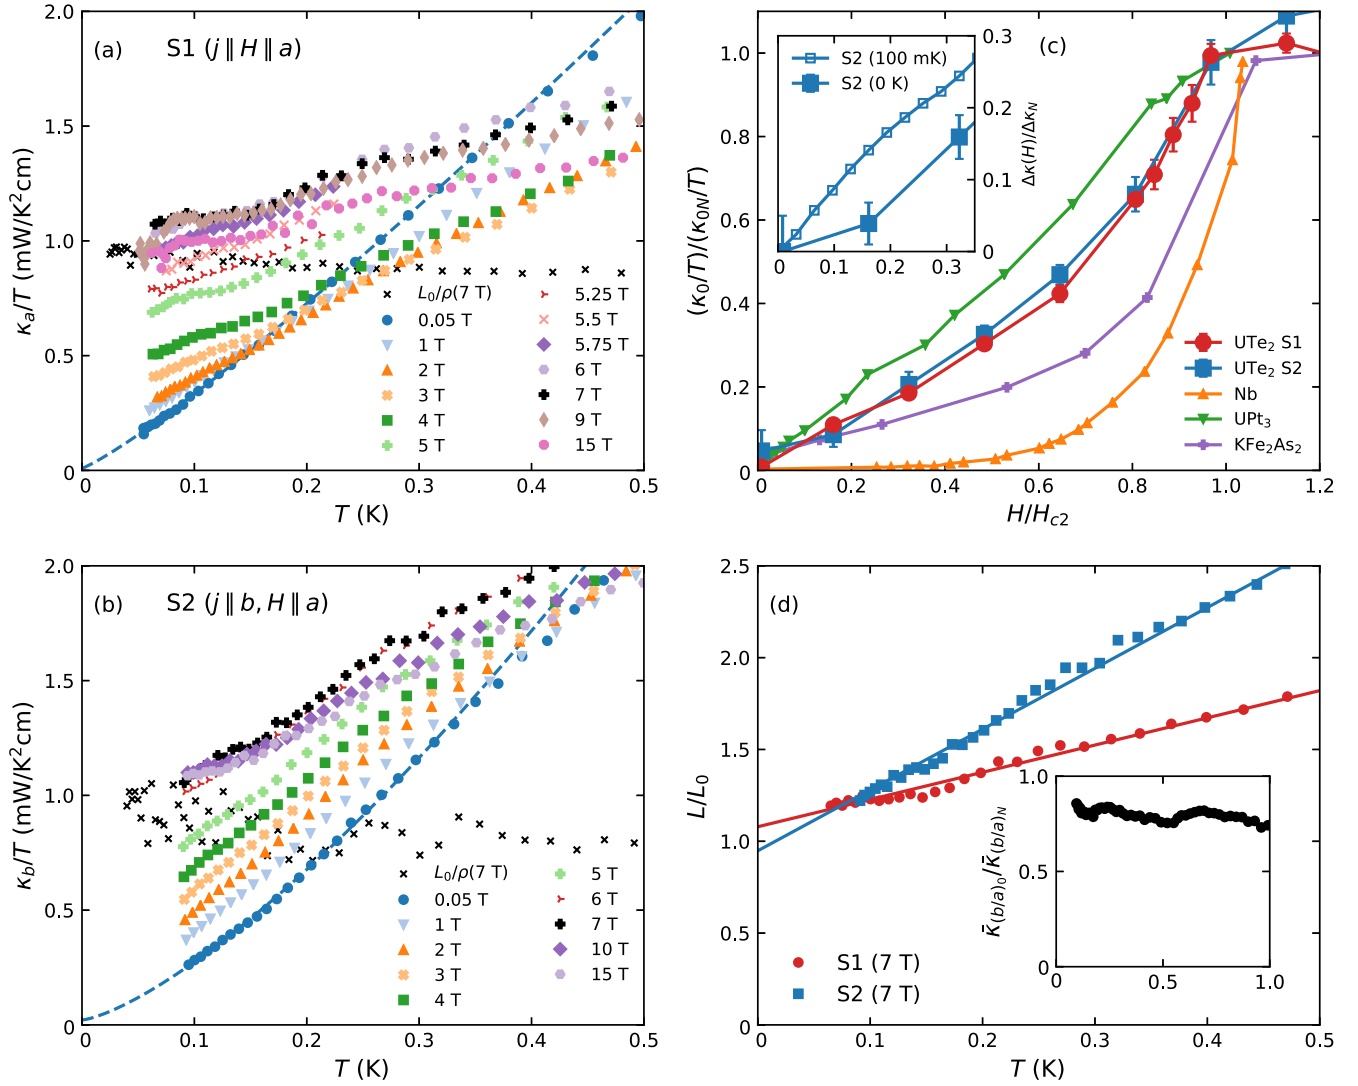 (a) S1 (j ∥ H ∥ a)
κa/T (mW/K²cm)
2.0
1.5
1.0
0.5
0
L₀/ρ(7 T)
0.05 T
1 T
2 T
3 T
4 T
5 T
5.25 T
5.5 T
5.75 T
6 T
7 T
9 T
15 T
0 0.1 0.2 0.3 0.4 0.5
T (K)
(c)
(κ₀/T)/(κ₀N/T)
1.0
0.8
0.6
0.4
0.2
0
S2 (100 mK)
S2 (0 K)
0.3
0.2
0.1
0
Δκ(H)/ΔκN
0 0.1 0.2 0.3
UTe₂ S1
UTe₂ S2
Nb
UPt₃
KFe₂As₂
0 0.2 0.4 0.6 0.8 1.0 1.2
H/Hc2
(b) S2 (j ∥ b, H ∥ a)
κb/T (mW/K²cm)
2.0
1.5
1.0
0.5
0
L₀/ρ(7 T)
0.05 T
1 T
2 T
3 T
4 T
5 T
6 T
7 T
10 T
15 T
0 0.1 0.2 0.3 0.4 0.5
T (K)
(d)
L/L₀
2.5
2.0
1.5
1.0
0.5
0
1.0
0.5
0
κ̄(b/a)₀/κ̄(b/a)N
0 0.5 1.0
S1 (7 T)
S2 (7 T)
0 0.1 0.2 0.3 0.4 0.5
T (K)